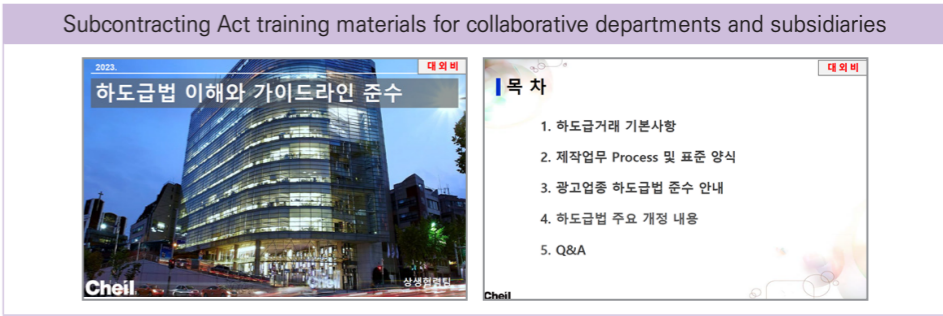 Subcontracting Act training materials for collaborative departments and subsidiaries
2023.
대외비
하도급법 이해와 가이드라인 준수
Cheil
Cheil
상생협력팀
대외비
목 차
1. 하도급거래 기본사항
2. 제작업무 Process 및 표준 양식
3. 광고업종 하도급법 준수 안내
4. 하도급법 주요 개정 내용
5. Q&A
Cheil